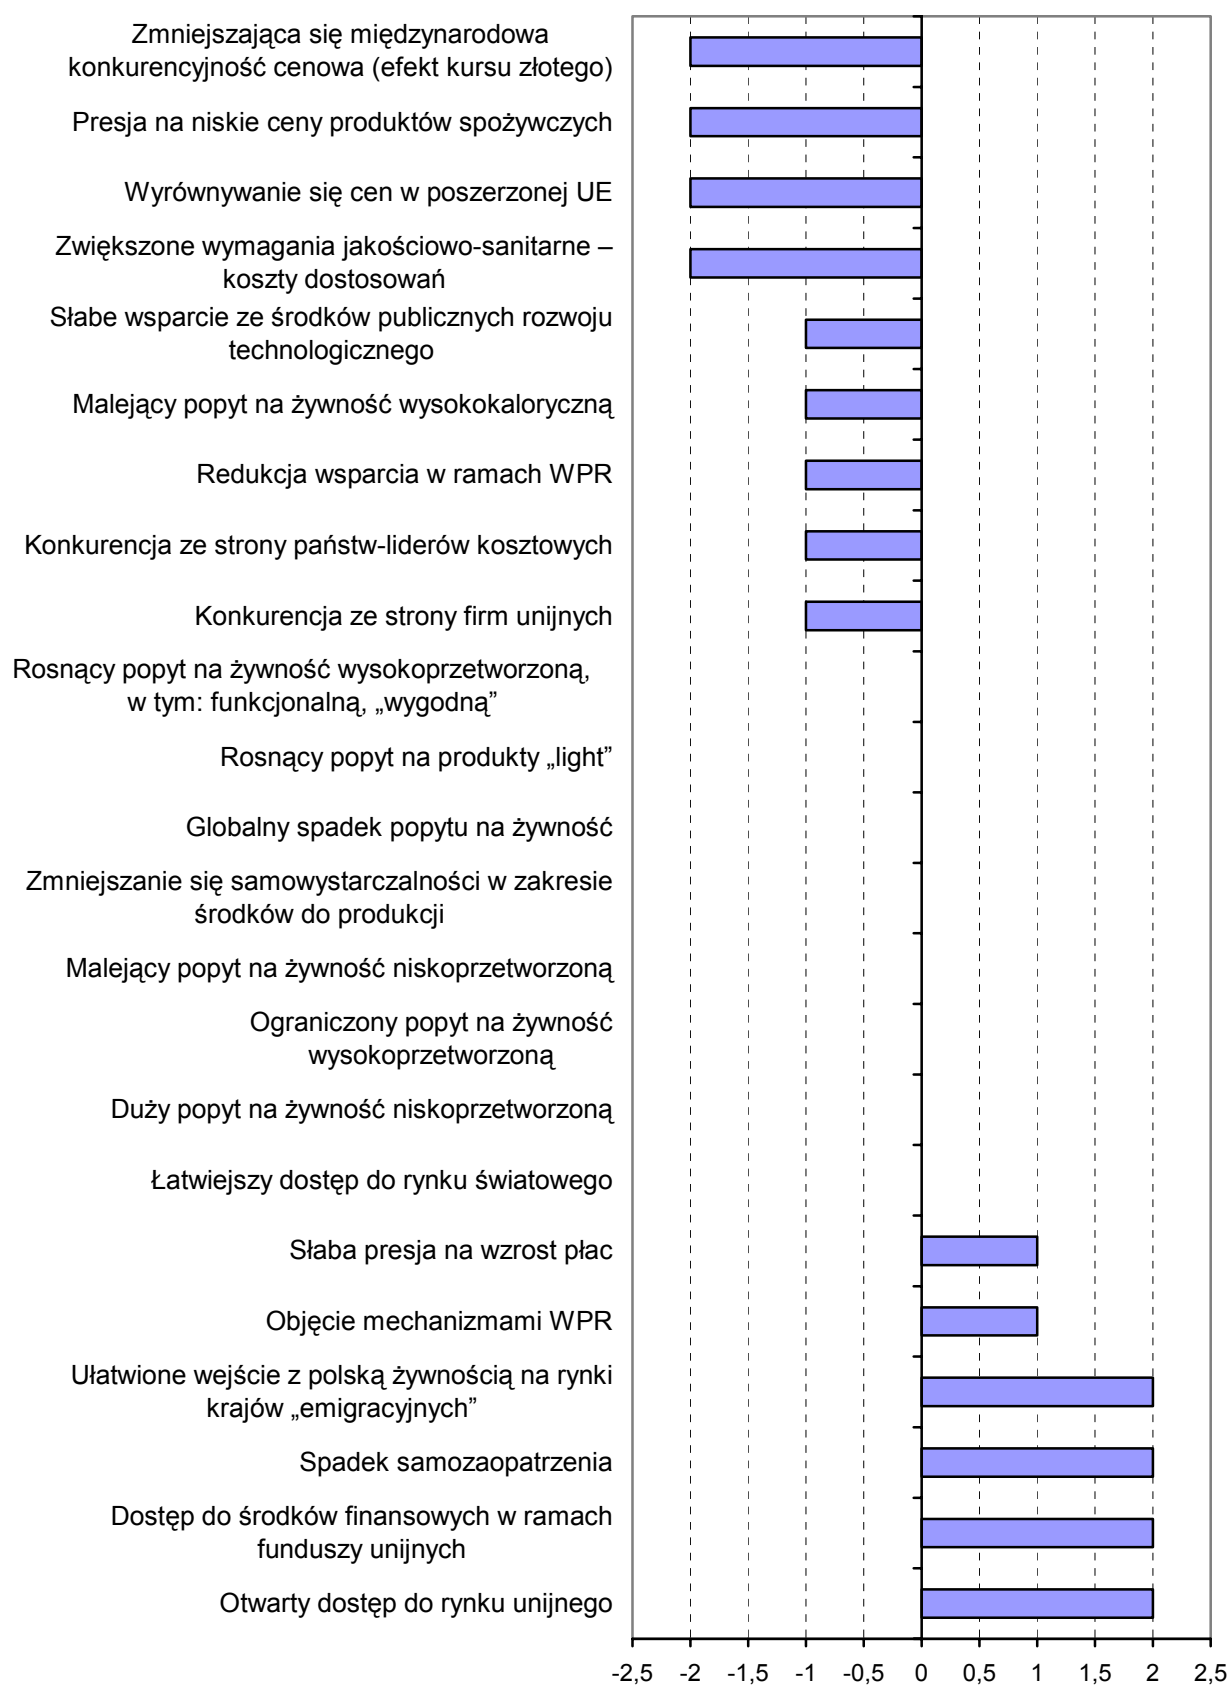 Zmniejszająca się międzynarodowa
konkurencyjność cenowa (efekt kursu złotego)
Presja na niskie ceny produktów spożywczych
Wyrównywanie się cen w poszerzonej UE
Zwiększone wymagania jakościowo-sanitarne –
koszty dostosowań
Słabe wsparcie ze środków publicznych rozwoju
technologicznego
Malejący popyt na żywność wysokokaloryczną
Redukcja wsparcia w ramach WPR
Konkurencja ze strony państw-liderów kosztowych
Konkurencja ze strony firm unijnych
Rosnący popyt na żywność wysokoprzetworzoną,
w tym: funkcjonalną, „wygodną”
Rosnący popyt na produkty „light”
Globalny spadek popytu na żywność
Zmniejszanie się samowystarczalności w zakresie
środków do produkcji
Malejący popyt na żywność niskoprzetworzoną
Ograniczony popyt na żywność
wysokoprzetworzoną
Duży popyt na żywność niskoprzetworzoną
Łatwiejszy dostęp do rynku światowego
Słaba presja na wzrost płac
Objęcie mechanizmami WPR
Ułatwione wejście z polską żywnością na rynki
krajów „emigracyjnych”
Spadek samozaopatrzenia
Dostęp do środków finansowych w ramach
funduszy unijnych
Otwarty dostęp do rynku unijnego
-2,5 -2 -1,5 -1 -0,5 0 0,5 1 1,5 2 2,5